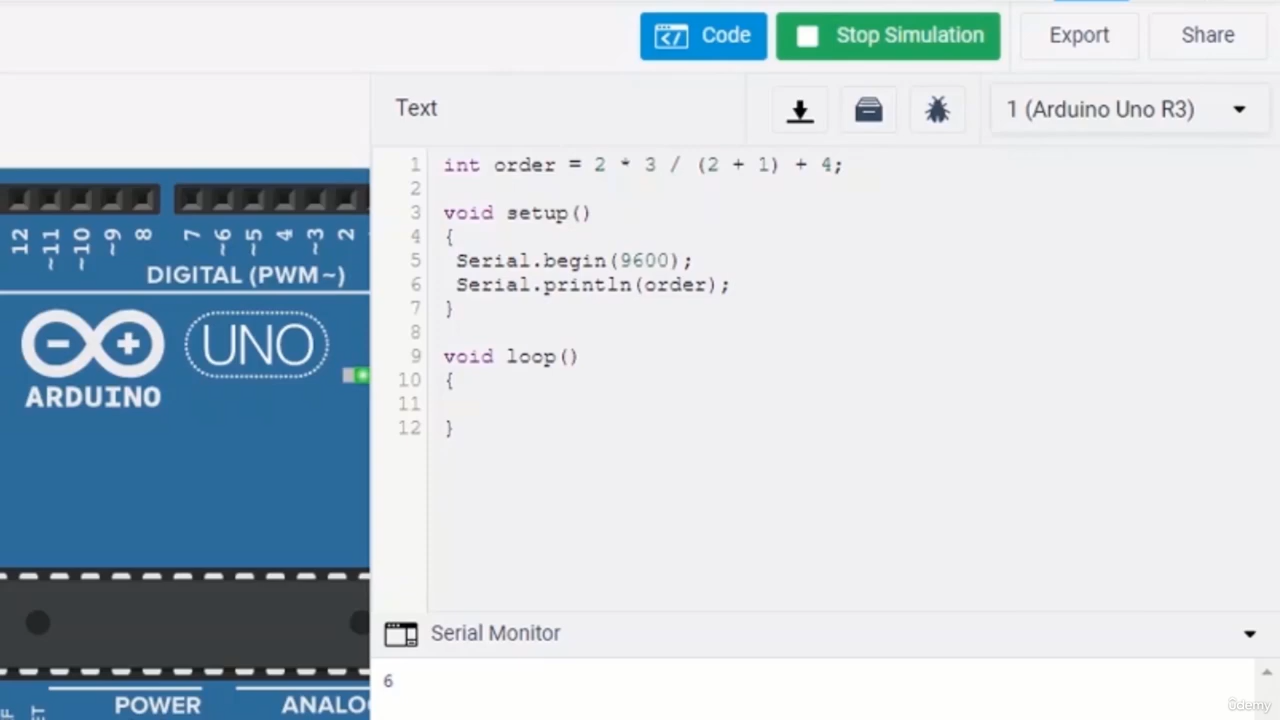 Code
Stop Simulation
Export
Share
Text
1 (Arduino Uno R3)
1 int order = 2 * 3 / (2 + 1) + 4;
2
3 void setup()
4 {
5 Serial.begin(9600);
6 Serial.println(order);
7 }
8
9 void loop()
10 {
11
12 }
12 ~11 ~10 ~9 8 7 ~6 ~5 4 ~3 2
DIGITAL (PWM~)
UNO
ARDUINO
POWER
Serial Monitor
6
ûdemy